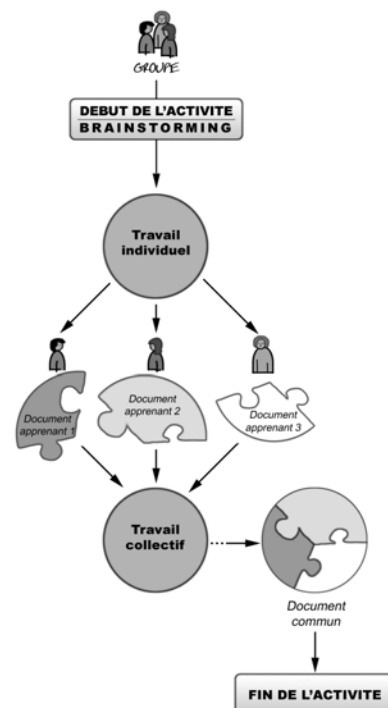 GROUPE
DEBUT DE L'ACTIVITE
BRAINSTORMING
Travail
individuel
Document
apprenant 1
Document
apprenant 2
Document
apprenant 3
Travail
collectif
Document
commun
FIN DE L'ACTIVITE